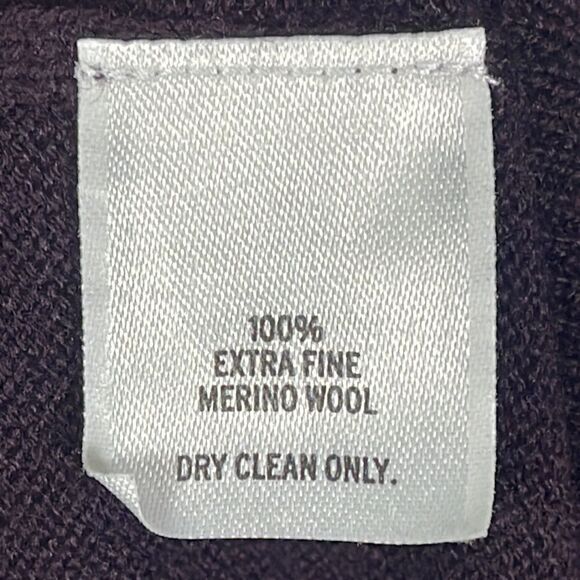 100%
EXTRA FINE
MERINO WOOL
DRY CLEAN ONLY.